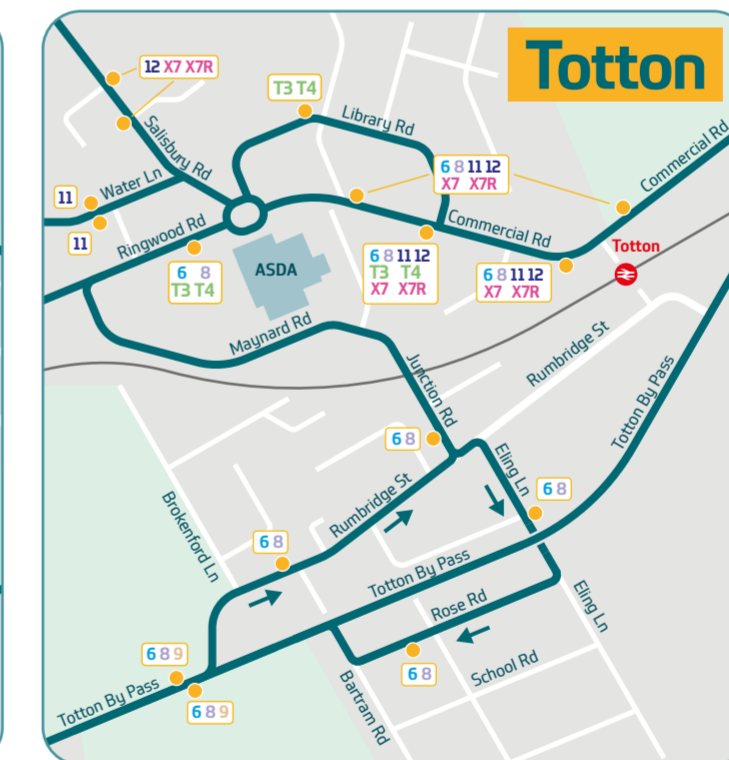 Totton
12 X7 X7R
T3 T4
Library Rd
Salisbury Rd
Commercial Rd
6 8 11 12
X7 X7R
Water Ln
11
11
Ringwood Rd
Commercial Rd
Totton
6 8
T3 T4
ASDA
6 8 11 12
T3 T4
X7 X7R
6 8 11 12
X7 X7R
Maynard Rd
Rumbridge St
Junction Rd
Totton By Pass
6 8
Eling Ln
6 8
Rumbridge St
Brokenford Ln
6 8
Totton By Pass
Rose Rd
Eling Ln
6 8 9
School Rd
6 8
Bartram Rd
Totton By Pass
6 8 9